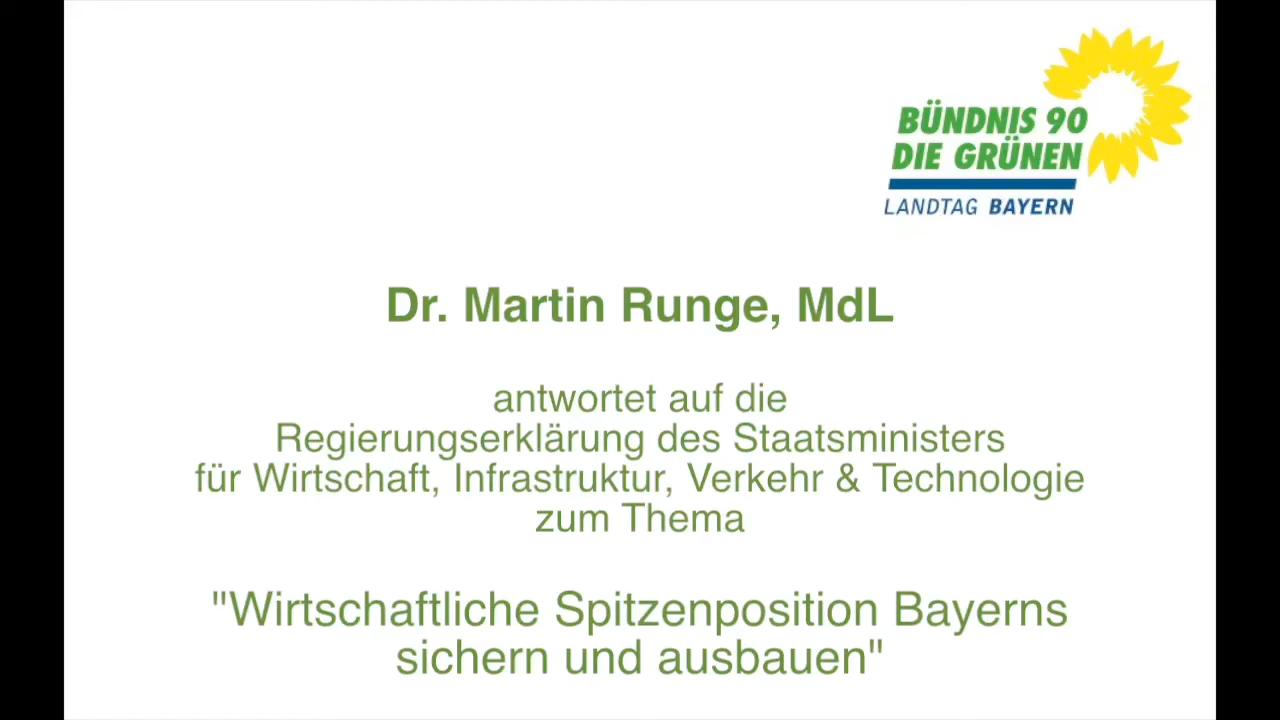 BÜNDNIS 90
DIE GRÜNEN
LANDTAG BAYERN
Dr. Martin Runge, MdL
antwortet auf die
Regierungserklärung des Staatsministers
für Wirtschaft, Infrastruktur, Verkehr & Technologie
zum Thema
"Wirtschaftliche Spitzenposition Bayerns
sichern und ausbauen"